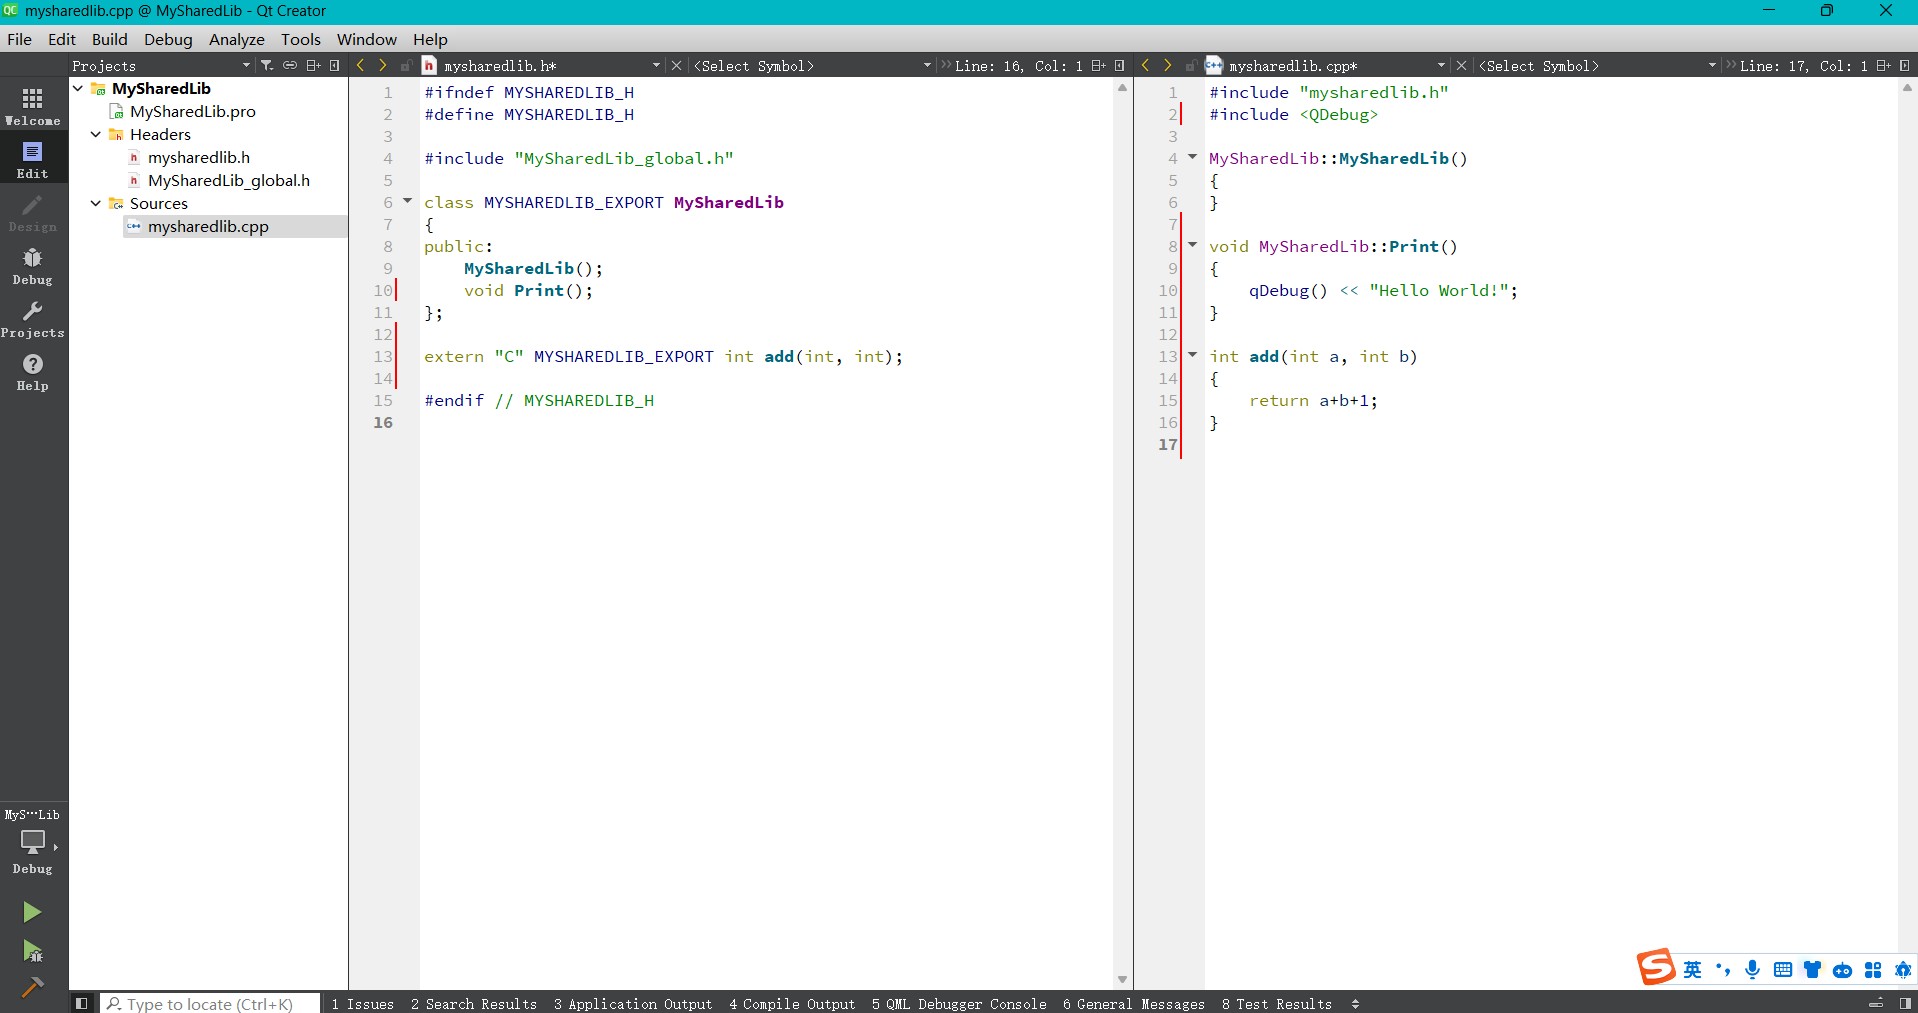 QC mysharedlib.cpp @ MySharedLib - Qt Creator
File Edit Build Debug Analyze Tools Window Help
Projects
mysharedlib.h* <Select Symbol> Line: 16, Col: 1
mysharedlib.cpp* <Select Symbol> Line: 17, Col: 1
Welcome
Edit
Design
Debug
Projects
Help
MySharedLib
MySharedLib.pro
Headers
mysharedlib.h
MySharedLib_global.h
Sources
mysharedlib.cpp
1 #ifndef MYSHAREDLIB_H
2 #define MYSHAREDLIB_H
3
4 #include "MySharedLib_global.h"
5
6 class MYSHAREDLIB_EXPORT MySharedLib
7 {
8 public:
9     MySharedLib();
10     void Print();
11 };
12
13 extern "C" MYSHAREDLIB_EXPORT int add(int, int);
14
15 #endif // MYSHAREDLIB_H
16
1 #include "mysharedlib.h"
2 #include <QDebug>
3
4 MySharedLib::MySharedLib()
5 {
6 }
7
8 void MySharedLib::Print()
9 {
10     qDebug() << "Hello World!";
11 }
12
13 int add(int a, int b)
14 {
15     return a+b+1;
16 }
17
MyS···Lib
Debug
英
Type to locate (Ctrl+K) 1 Issues 2 Search Results 3 Application Output 4 Compile Output 5 QML Debugger Console 6 General Messages 8 Test Results